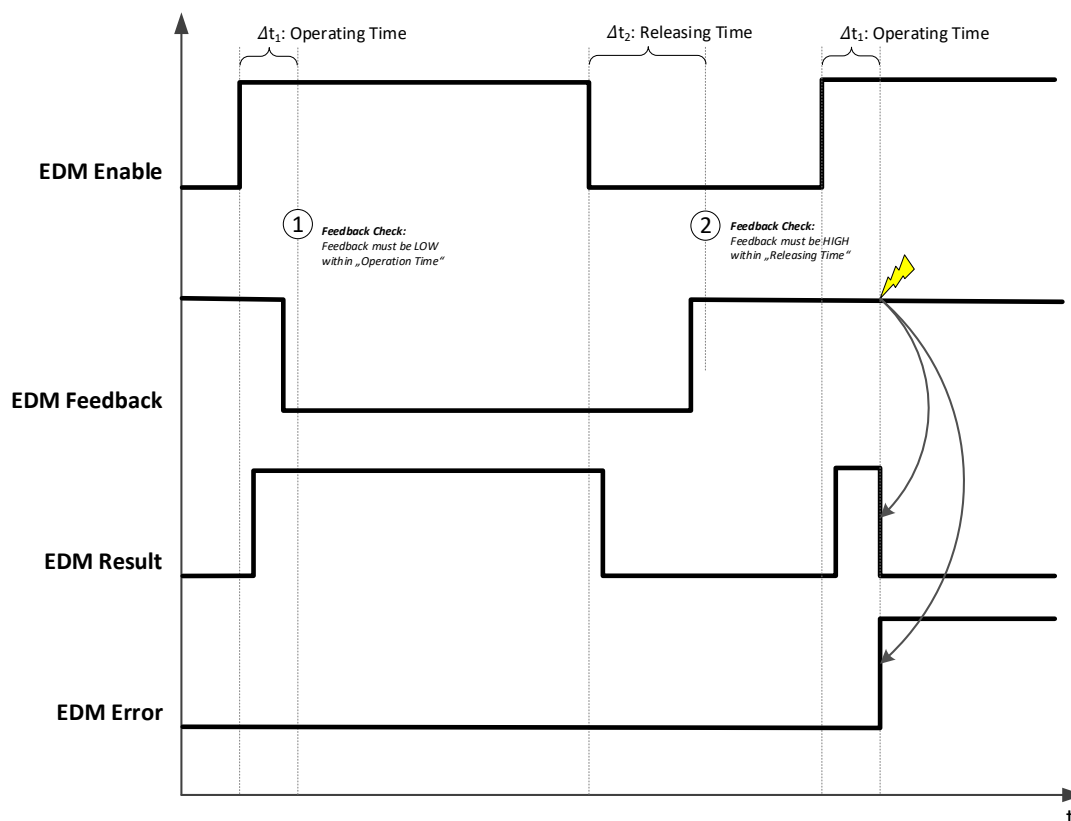 Δt1: Operating Time
Δt2: Releasing Time
Δt1: Operating Time
EDM Enable
1
Feedback Check:
Feedback must be LOW
within „Operation Time“
2
Feedback Check:
Feedback must be HIGH
within „Releasing Time“
EDM Feedback
EDM Result
EDM Error
t